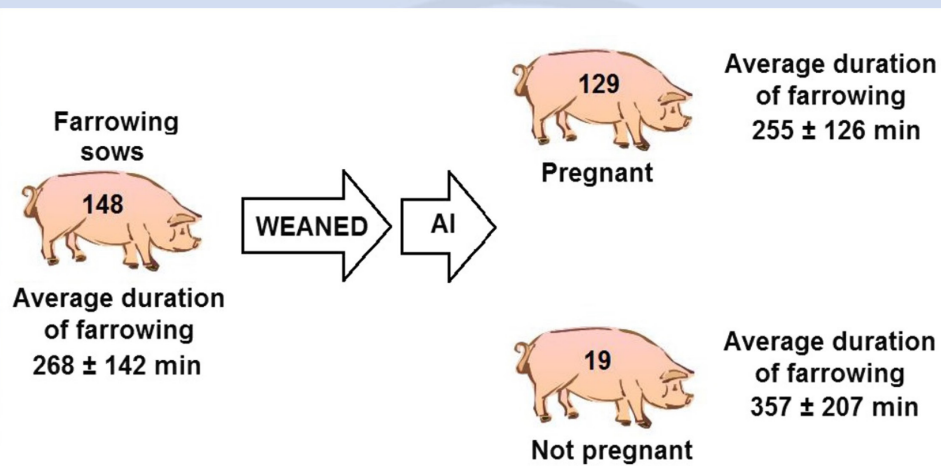 Farrowing
sows
148
Average duration
of farrowing
268 ± 142 min
WEANED
AI
129
Pregnant
Average duration
of farrowing
255 ± 126 min
19
Not pregnant
Average duration
of farrowing
357 ± 207 min